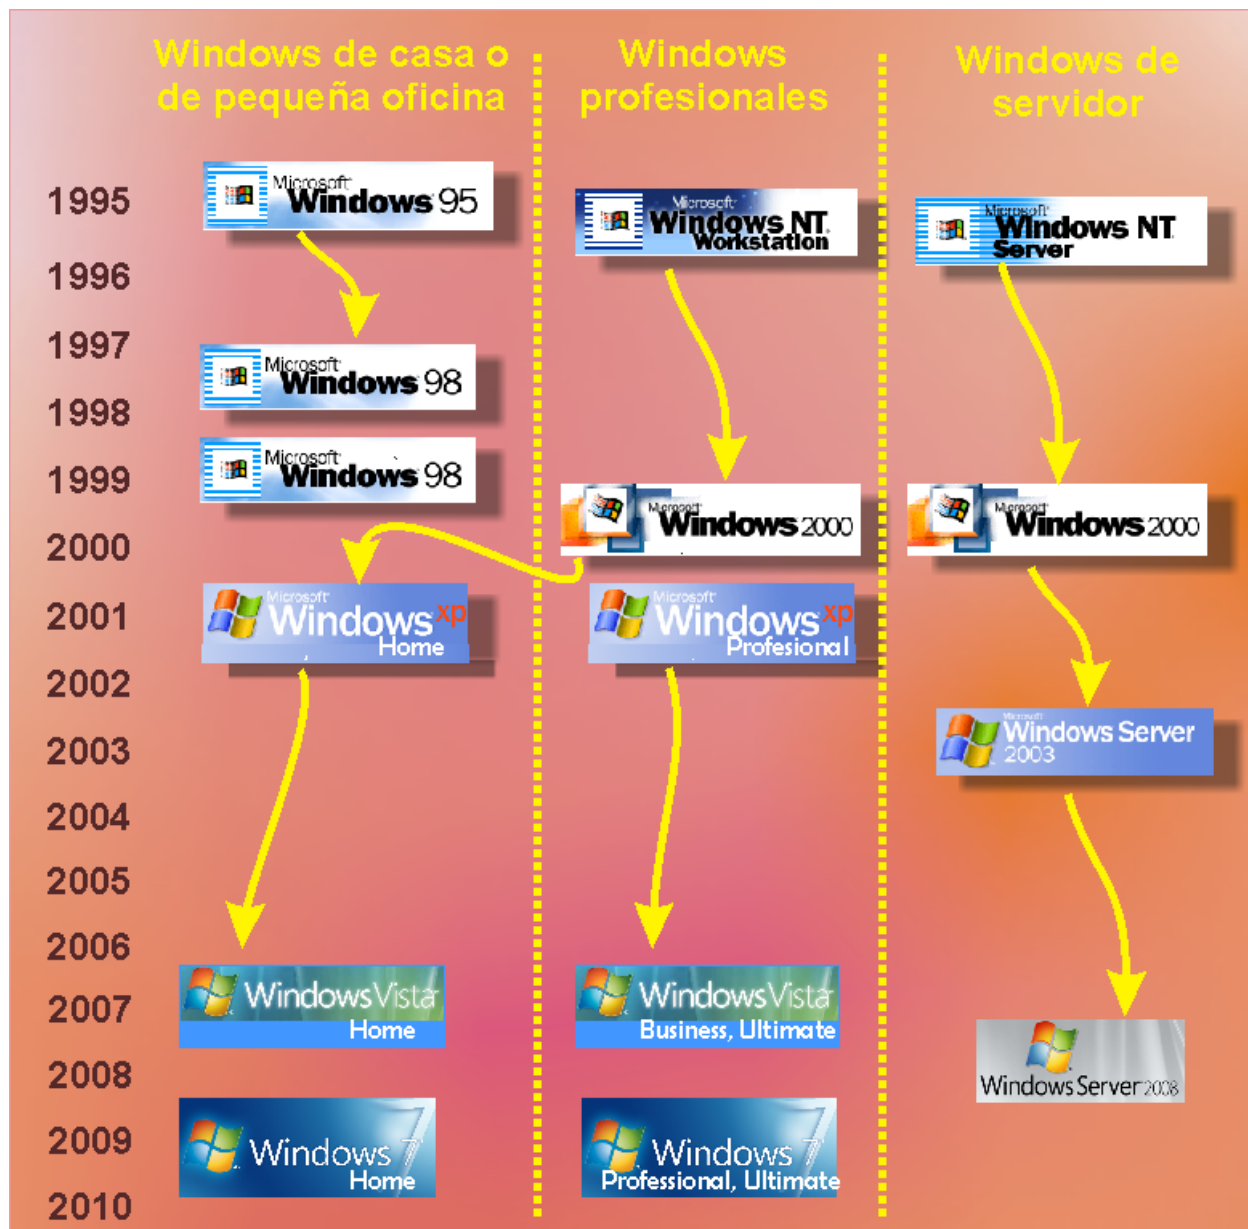 Windows de casa o
de pequeña oficina
Windows
profesionales
Windows de
servidor
1995
Microsoft
Windows 95
Microsoft
Windows NT
Workstation
Microsoft
Windows NT
Server
1996
1997
Microsoft
Windows 98
1998
Microsoft
Windows 98
1999
Microsoft
Windows 2000
Microsoft
Windows 2000
2000
2001
Microsoft
Windows xp
Home
Microsoft
Windows xp
Profesional
2002
Microsoft
Windows Server
2003
2003
2004
2005
2006
2007
Windows Vista
Home
Windows Vista
Business, Ultimate
2008
Windows Server 2008
2009
Windows 7
Home
Windows 7
Professional, Ultimate
2010